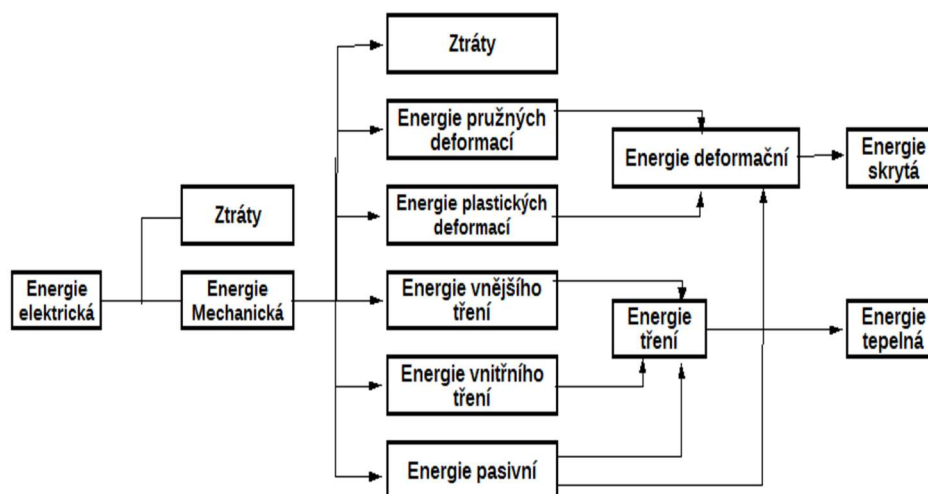 Ztráty
Energie pružných
deformací
Energie deformační
Energie
skrytá
Energie plastických
deformací
Ztráty
Energie
elektrická
Energie
Mechanická
Energie vnějšího
tření
Energie
tření
Energie
tepelná
Energie vnitřního
tření
Energie pasivní